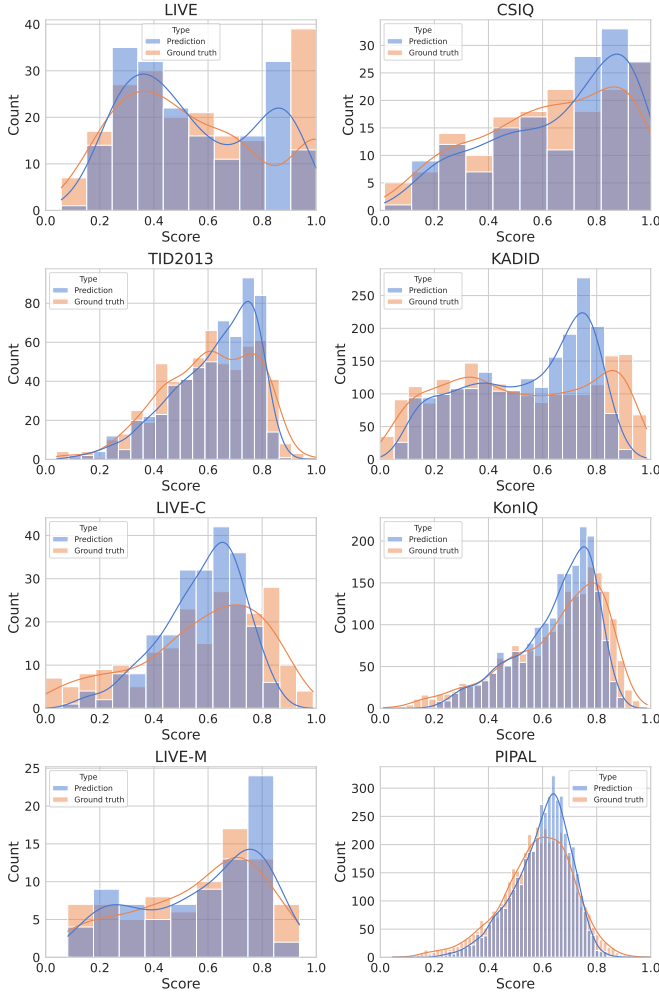 LIVE
CSIQ
Type
Prediction
Ground truth
Count
40
30
20
10
0
0.0 0.2 0.4 0.6 0.8 1.0
Score
Type
Prediction
Ground truth
Count
30
25
20
15
10
5
0
0.0 0.2 0.4 0.6 0.8 1.0
Score
TID2013
KADID
Type
Prediction
Ground truth
Count
80
60
40
20
0
0.0 0.2 0.4 0.6 0.8 1.0
Score
Type
Prediction
Ground truth
Count
250
200
150
100
50
0
0.0 0.2 0.4 0.6 0.8 1.0
Score
LIVE-C
KonIQ
Type
Prediction
Ground truth
Count
40
30
20
10
0
0.0 0.2 0.4 0.6 0.8 1.0
Score
Type
Prediction
Ground truth
Count
200
150
100
50
0
0.0 0.2 0.4 0.6 0.8 1.0
Score
LIVE-M
PIPAL
Type
Prediction
Ground truth
Count
25
20
15
10
5
0
0.0 0.2 0.4 0.6 0.8 1.0
Score
Type
Prediction
Ground truth
Count
300
250
200
150
100
50
0
0.0 0.2 0.4 0.6 0.8 1.0
Score